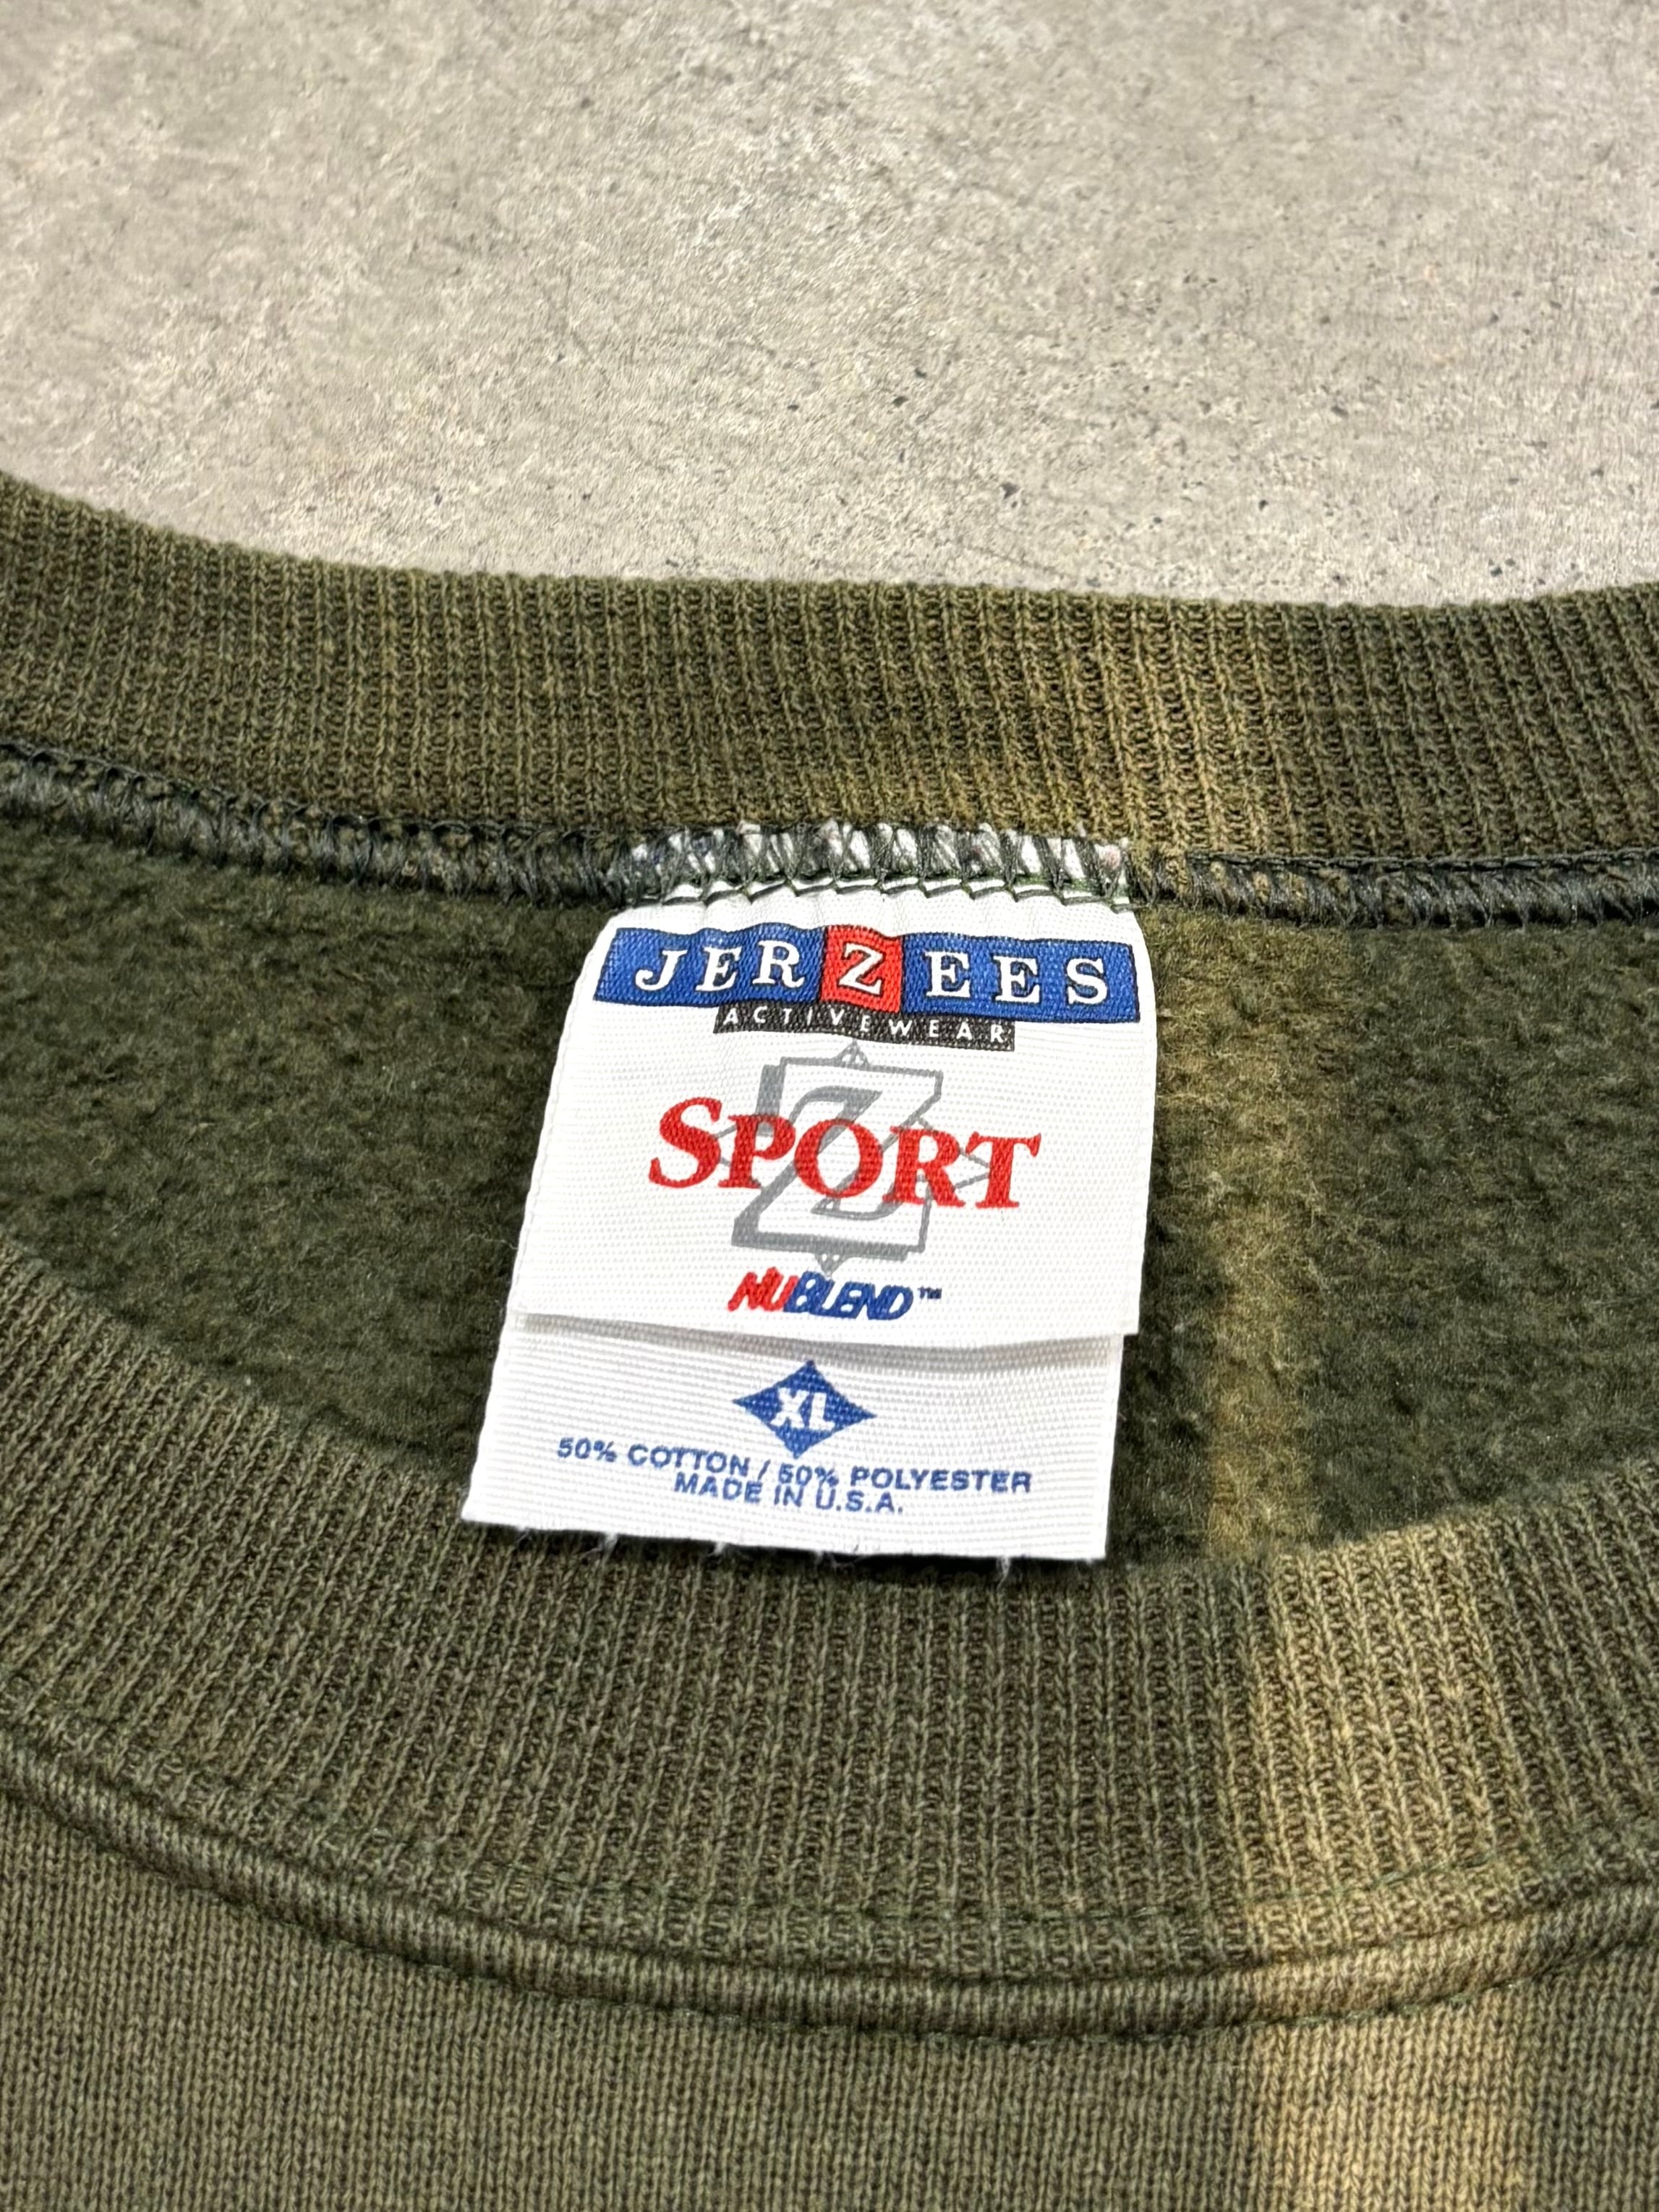 JERZEES
ACTIVEWEAR
Z
SPORT
NUBLEND™
XL
50% COTTON / 50% POLYESTER
MADE IN U.S.A.